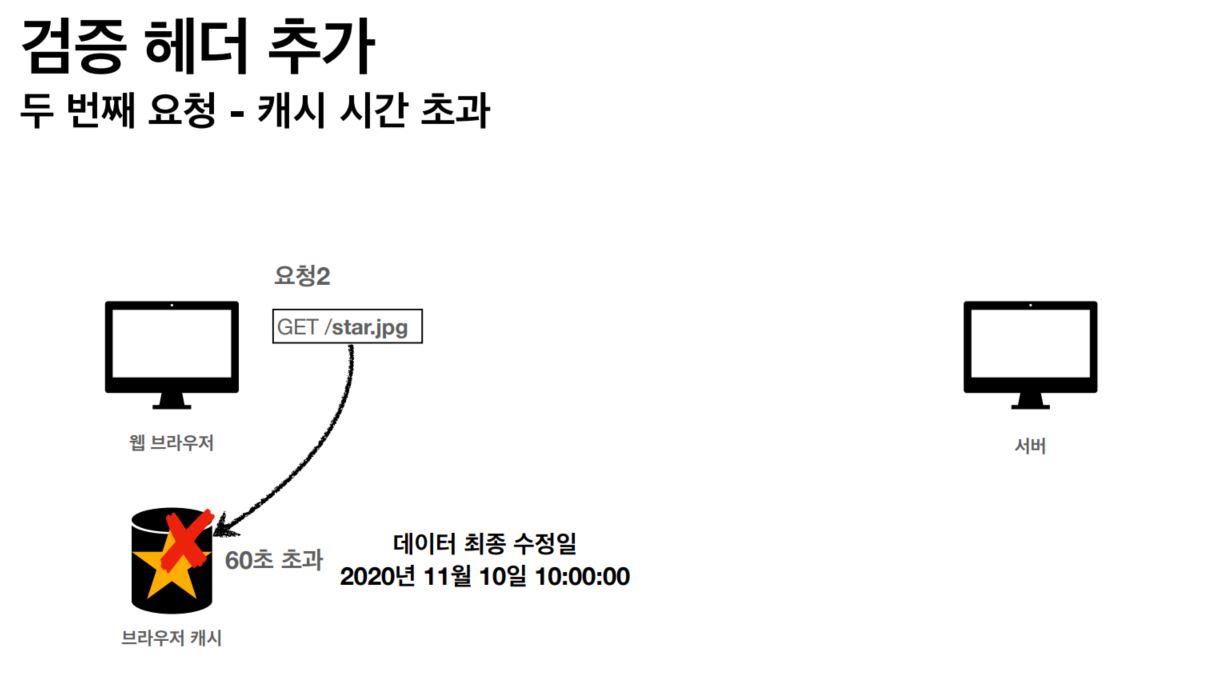 검증 헤더 추가
두 번째 요청 - 캐시 시간 초과
요청2
GET /star.jpg
웹 브라우저
서버
60초 초과
데이터 최종 수정일
2020년 11월 10일 10:00:00
브라우저 캐시